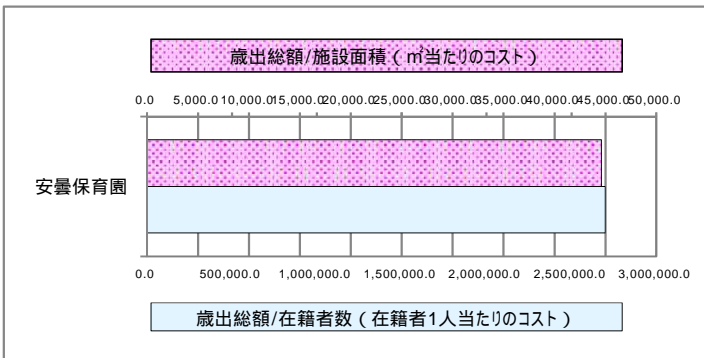 歳出総額/施設面積(㎡当たりのコスト)
0.0 5,000.0 10,000.0 15,000.0 20,000.0 25,000.0 30,000.0 35,000.0 40,000.0 45,000.0 50,000.0
安曇保育園
0.0 500,000.0 1,000,000.0 1,500,000.0 2,000,000.0 2,500,000.0 3,000,000.0
歳出総額/在籍者数(在籍者1人当たりのコスト)